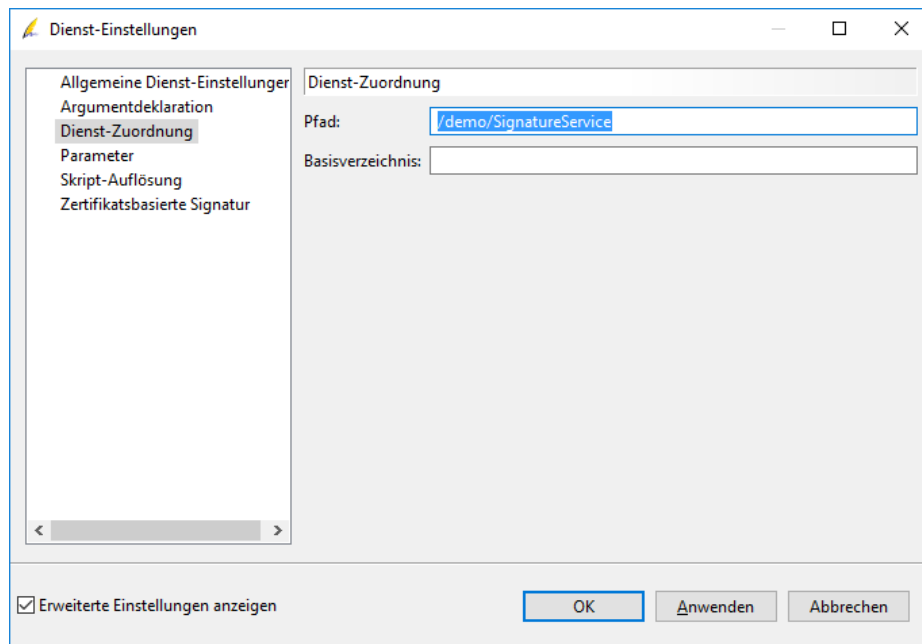 Dienst-Einstellungen
Allgemeine Dienst-Einstellunger
Argumentdeklaration
Dienst-Zuordnung
Parameter
Skript-Auflösung
Zertifikatsbasierte Signatur
Dienst-Zuordnung
Pfad: /demo/SignatureService
Basisverzeichnis:
Erweiterte Einstellungen anzeigen
OK Anwenden Abbrechen